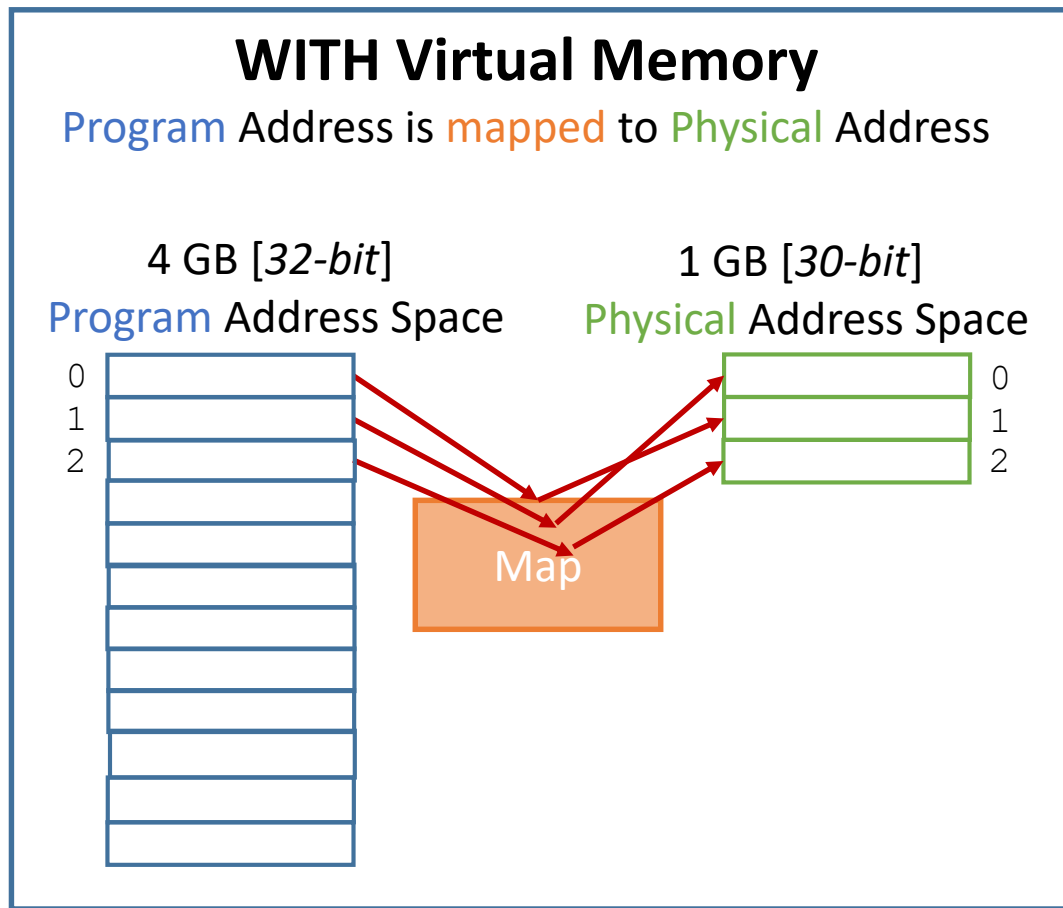 WITH Virtual Memory
Program Address is mapped to Physical Address
4 GB [32-bit]
Program Address Space
0
1
2
Map
1 GB [30-bit]
Physical Address Space
0
1
2